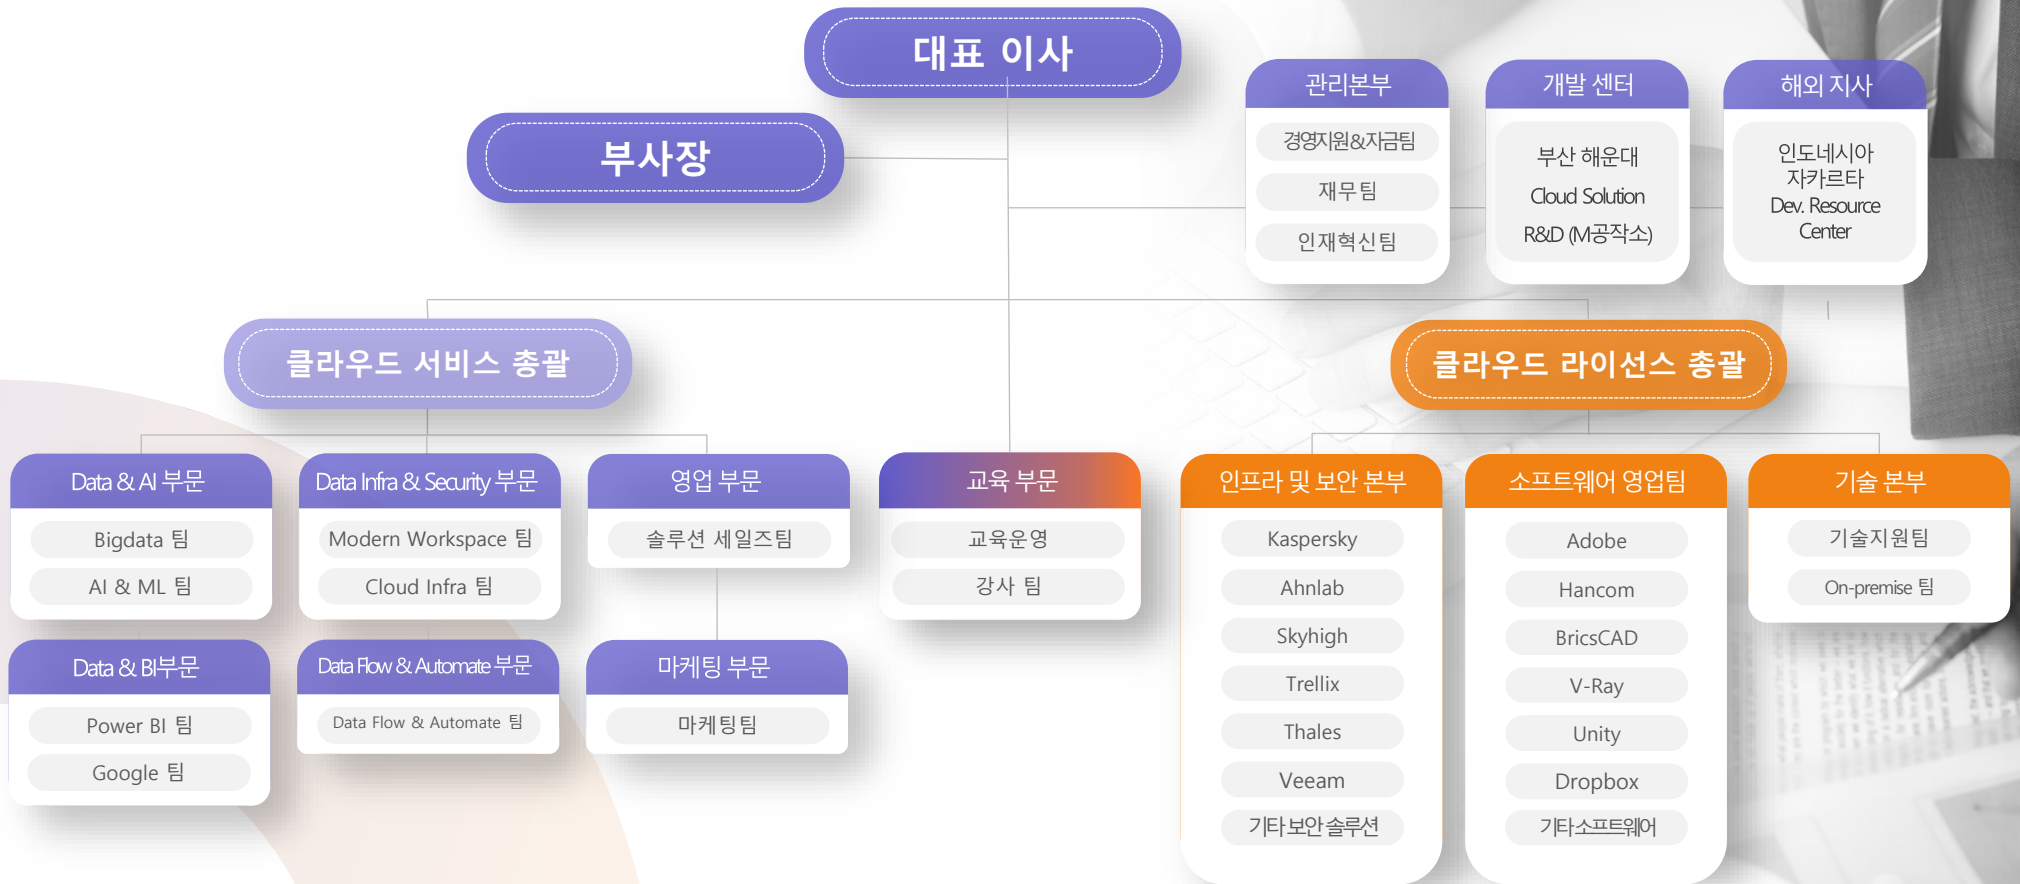 대표 이사
부사장
관리본부
경영지원&자금팀
재무팀
인재혁신팀
개발 센터
부산 해운대
Cloud Solution
R&D (M공작소)
해외 지사
인도네시아
자카르타
Dev. Resource
Center
클라우드 서비스 총괄
클라우드 라이선스 총괄
Data & AI 부문
Bigdata 팀
AI & ML 팀
Data Infra & Security 부문
Modern Workspace 팀
Cloud Infra 팀
영업 부문
솔루션 세일즈팀
교육 부문
교육운영
강사 팀
인프라 및 보안 본부
Kaspersky
Ahnlab
Skyhigh
Trellix
Thales
Veeam
기타 보안 솔루션
소프트웨어 영업팀
Adobe
Hancom
BricsCAD
V-Ray
Unity
Dropbox
기타 소프트웨어
기술 본부
기술지원팀
On-premise 팀
Data & BI부문
Power BI 팀
Google 팀
Data Flow & Automate 부문
Data Flow & Automate 팀
마케팅 부문
마케팅팀